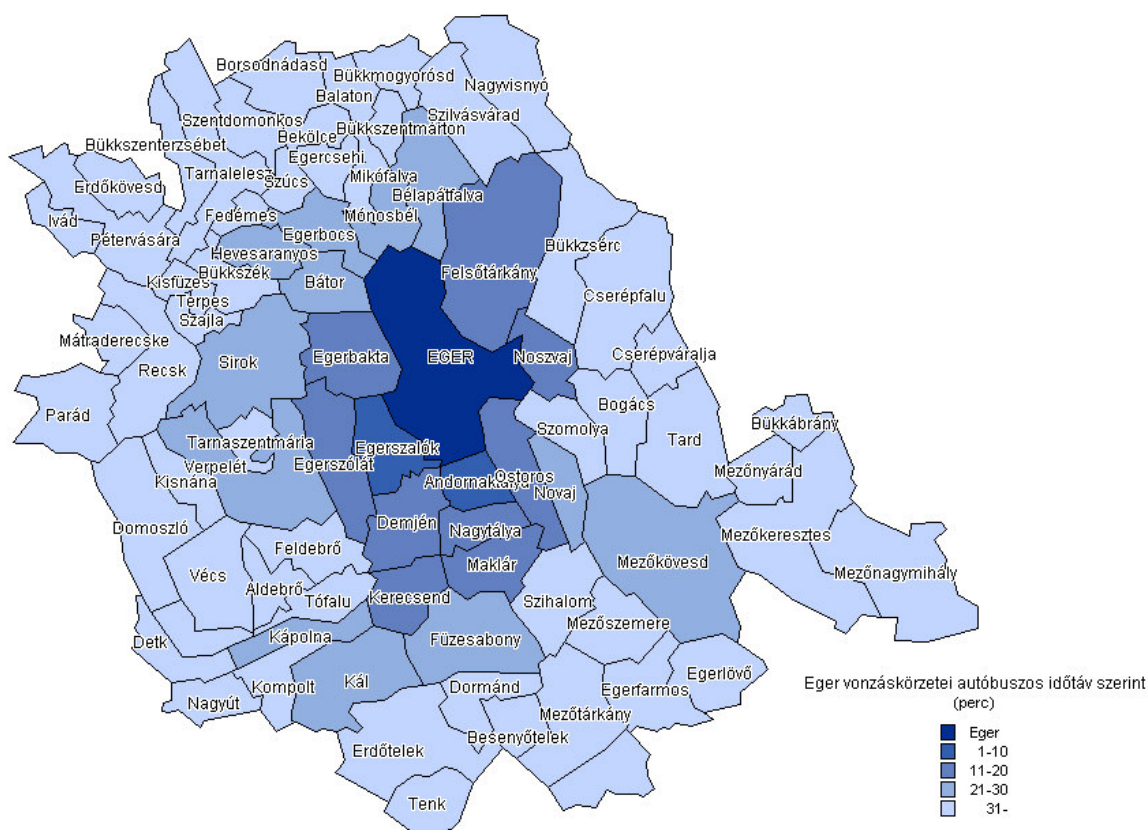 Borsodnádasd
Bükkmogyorósd
Nagyvisnyó
Balaton
Szilvásvárad
Szentdomonkos
Bükkszentmárton
Bekölce
Bükkszenterzsébet
Egercsehi
Tarnalelesz
Mikófalva
Szúcs
Erdőkövesd
Bélapátfalva
Fedémes
Mónosbél
Ivád
Egerbocs
Pétervására
Hevesaranyos
Bükkzsérc
Bükkszék
Felsőtárkány
Kisfüzes
Bátor
Terpes
Cserépfalu
Szajla
Mátraderecske
Cserépváralja
Egerbakta
EGER
Noszvaj
Sirok
Recsk
Bogács
Parád
Bükkábrány
Szomolya
Tarnaszentmária
Egerszalók
Tard
Egerszólát
Verpelét
Mezőnyárád
Ostoros
Kisnána
Andornaktálya
Novaj
Domoszló
Demjén
Nagytálya
Mezőkeresztes
Feldebrő
Maklár
Mezőkövesd
Vécs
Mezőnagymihály
Aldebrő
Kerecsend
Tófalu
Szihalom
Mezőszemere
Kápolna
Füzesabony
Detk
Egerlövő
Kál
Kompolt
Dormánd
Egerfarmos
Nagyút
Mezőtárkány
Besenyőtelek
Erdőtelek
Tenk
Eger vonzáskörzetei autóbuszos időtáv szerint
(perc)
Eger
1-10
11-20
21-30
31-